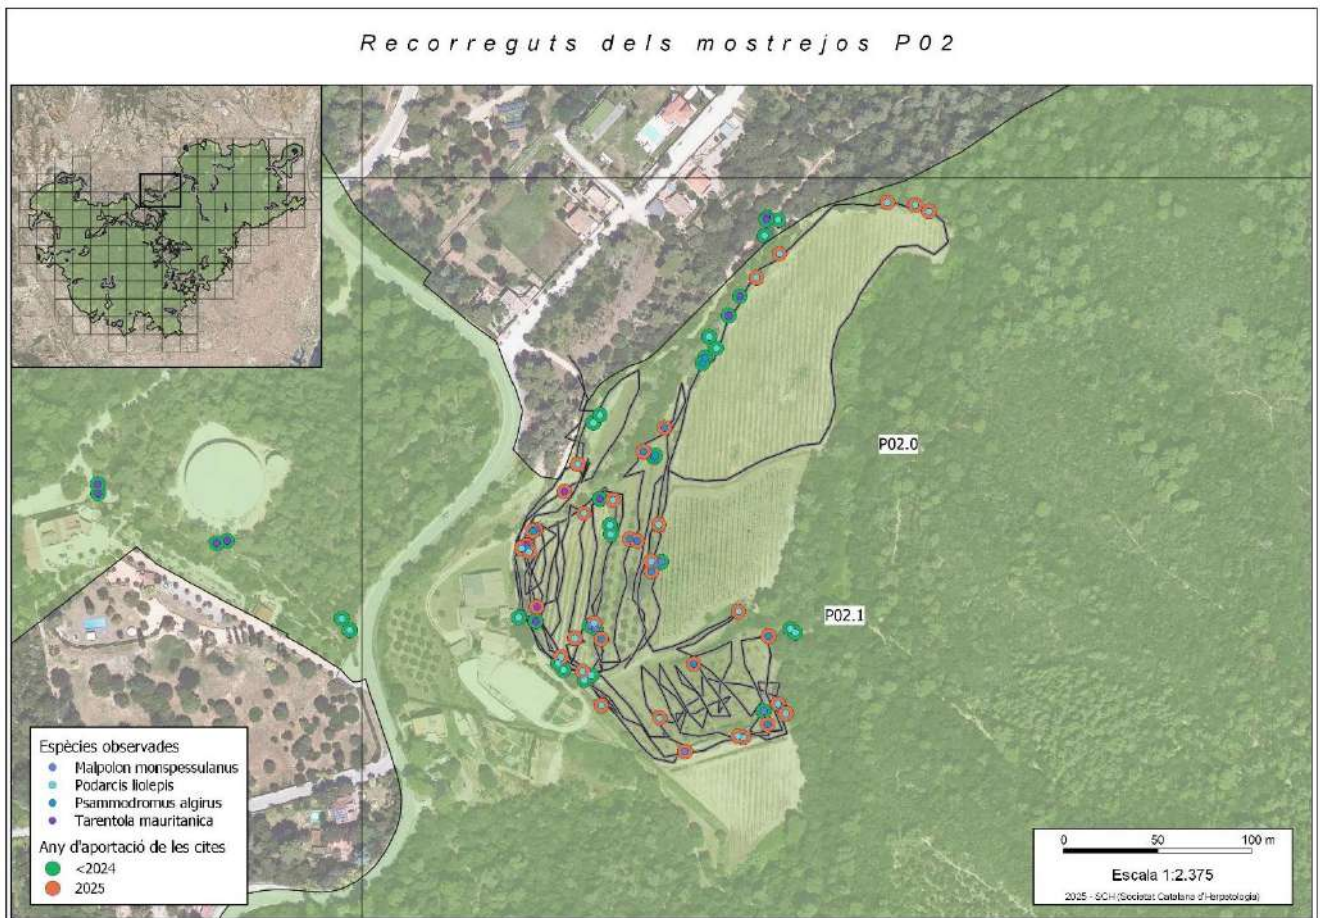 Recorreguts dels mostrejos P02
P02.0
P02.1
Espècies observades
Malpolon monspessulanus
Podarcis liolepis
Psammodromus algirus
Tarentola mauritanica
Any d'aportació de les cites
<2024
2025
0 50 100 m
Escala 1:2.375
2025 - SCH (Societat Catalana d'Herpetologia)